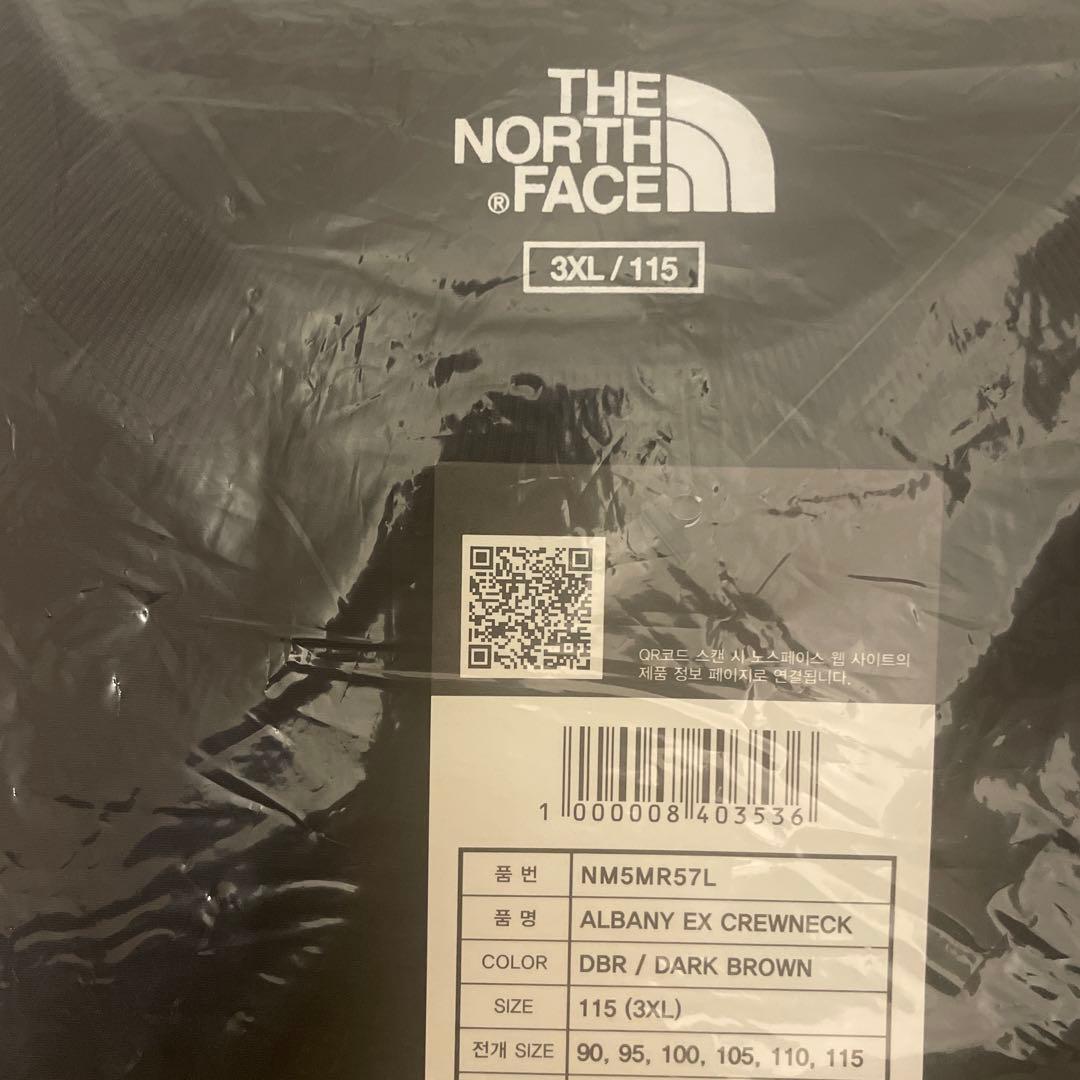 THE
NORTH
® FACE
3XL / 115
QR코드 스캔 시 노스페이스 웹 사이트의
제품 정보 페이지로 연결됩니다.
1 000008 403536
품 번 NM5MR57L
품 명 ALBANY EX CREWNECK
COLOR DBR / DARK BROWN
SIZE 115 (3XL)
전개 SIZE 90, 95, 100, 105, 110, 115